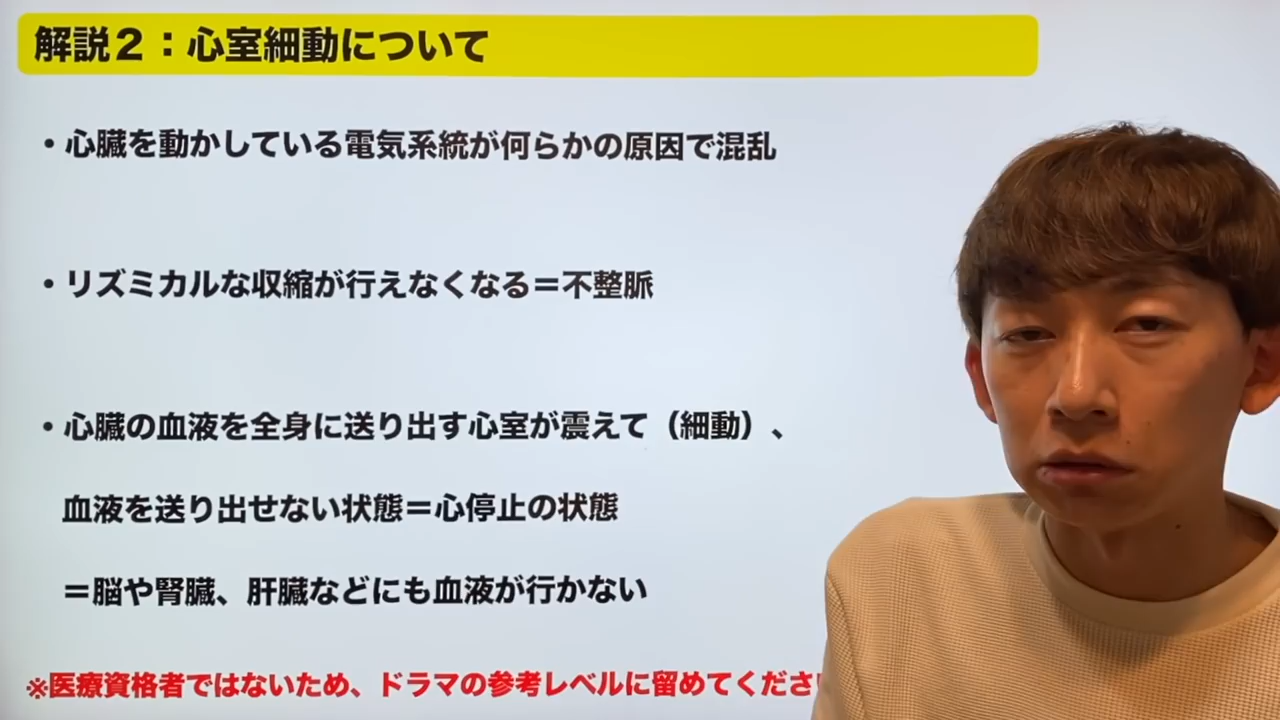 解説2：心室細動について
・心臓を動かしている電気系統が何らかの原因で混乱
・リズミカルな収縮が行えなくなる＝不整脈
・心臓の血液を全身に送り出す心室が震えて（細動）、
血液を送り出せない状態＝心停止の状態
＝脳や腎臓、肝臓などにも血液が行かない
※医療資格者ではないため、ドラマの参考レベルに留めてくださ